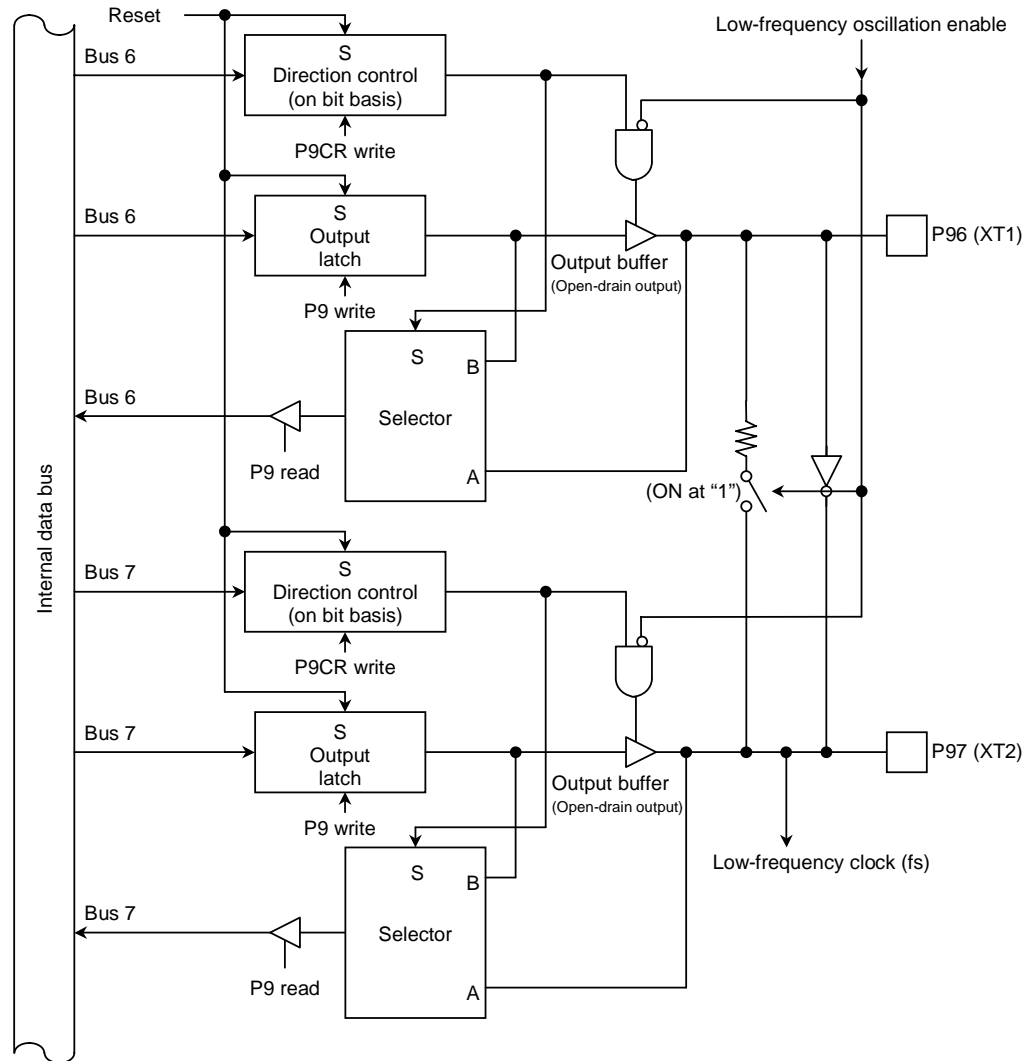 Reset
Low-frequency oscillation enable
Bus 6
S
Direction control
(on bit basis)
P9CR write
Bus 6
S
Output
latch
P9 write
Output buffer
(Open-drain output)
P96 (XT1)
S
B
Selector
A
Bus 6
P9 read
(ON at “1”)
Internal data bus
Bus 7
S
Direction control
(on bit basis)
P9CR write
Bus 7
S
Output
latch
P9 write
Output buffer
(Open-drain output)
P97 (XT2)
Low-frequency clock (fs)
S
B
Selector
A
Bus 7
P9 read